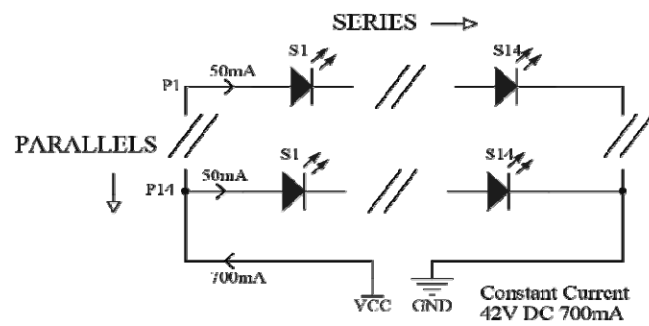 SERIES
S1
S14
50mA
P1
PARALLELS
S1
S14
50mA
P14
700mA
VCC
GND
Constant Current
42V DC 700mA